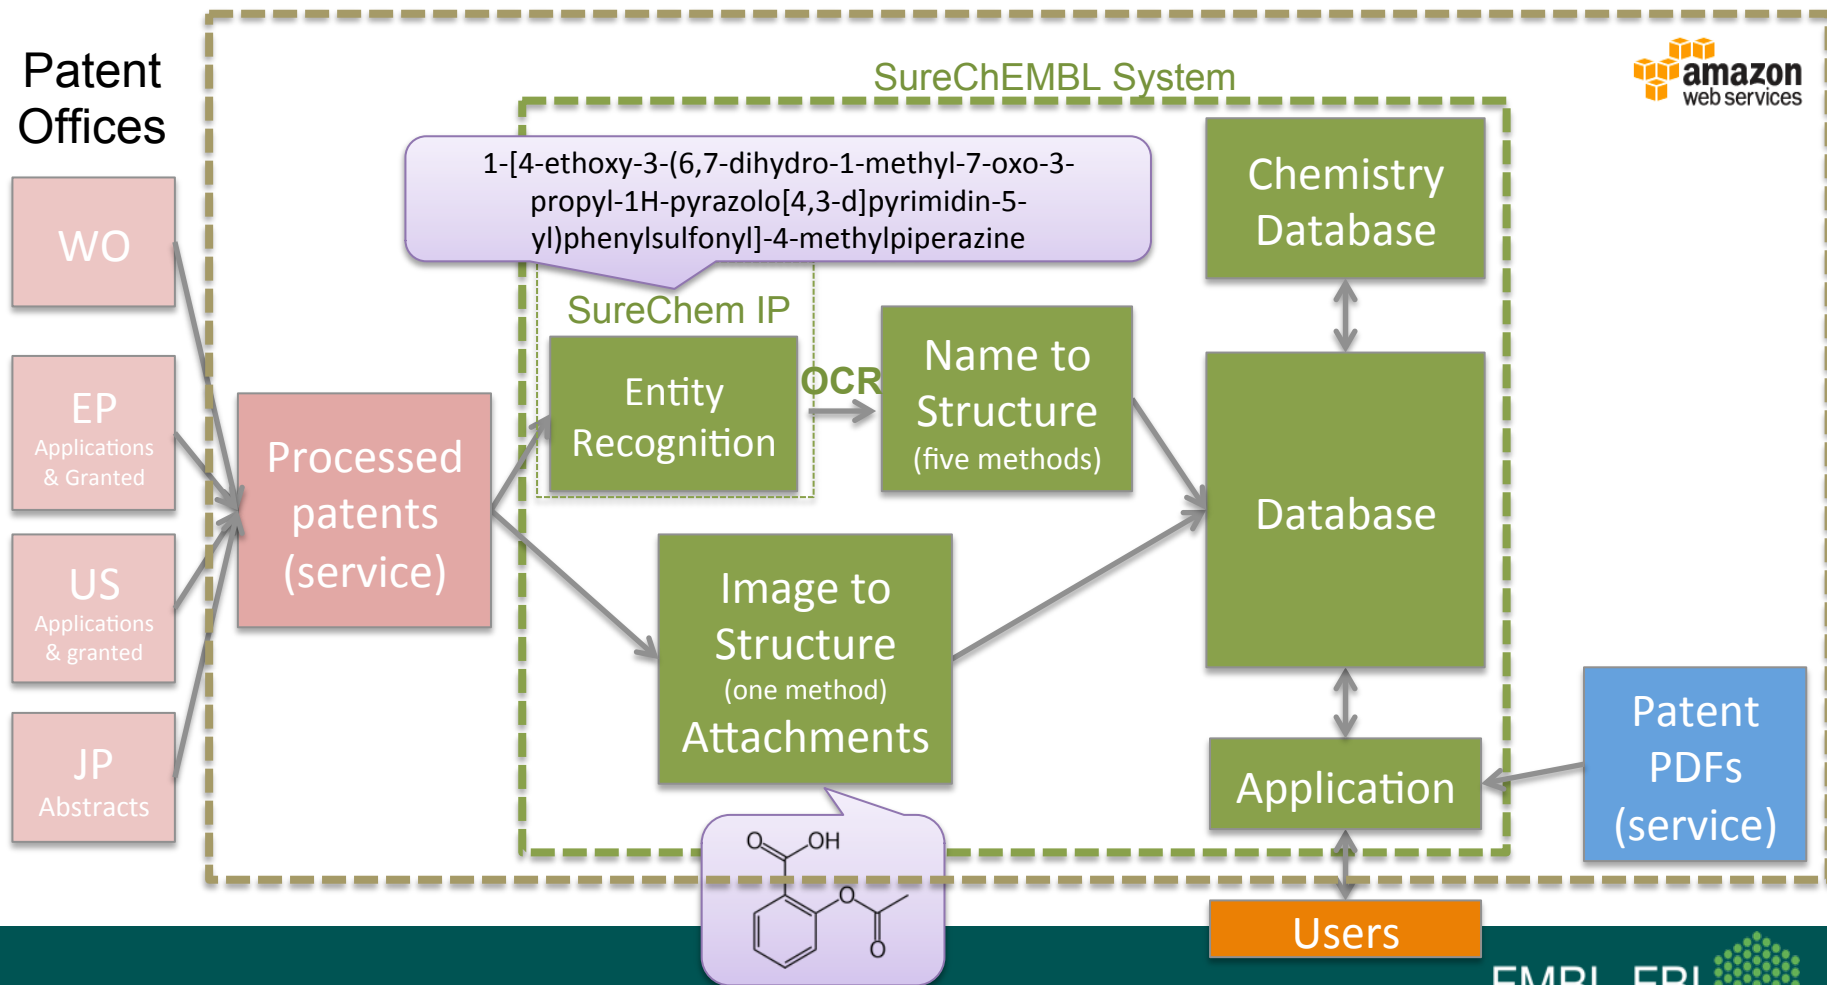 Patent
Offices
WO
EP
Applications
& Granted
US
Applications
& granted
JP
Abstracts
Processed
patents
(service)
SureChEMBL System
1-[4-ethoxy-3-(6,7-dihydro-1-methyl-7-oxo-3-
propyl-1H-pyrazolo[4,3-d]pyrimidin-5-
yl)phenylsulfonyl]-4-methylpiperazine
SureChem IP
Entity
Recognition
OCR
Name to
Structure
(five methods)
Image to
Structure
(one method)
Attachments
O
OH
O
O
Chemistry
Database
Database
Application
Users
amazon
web services
Patent
PDFs
(service)